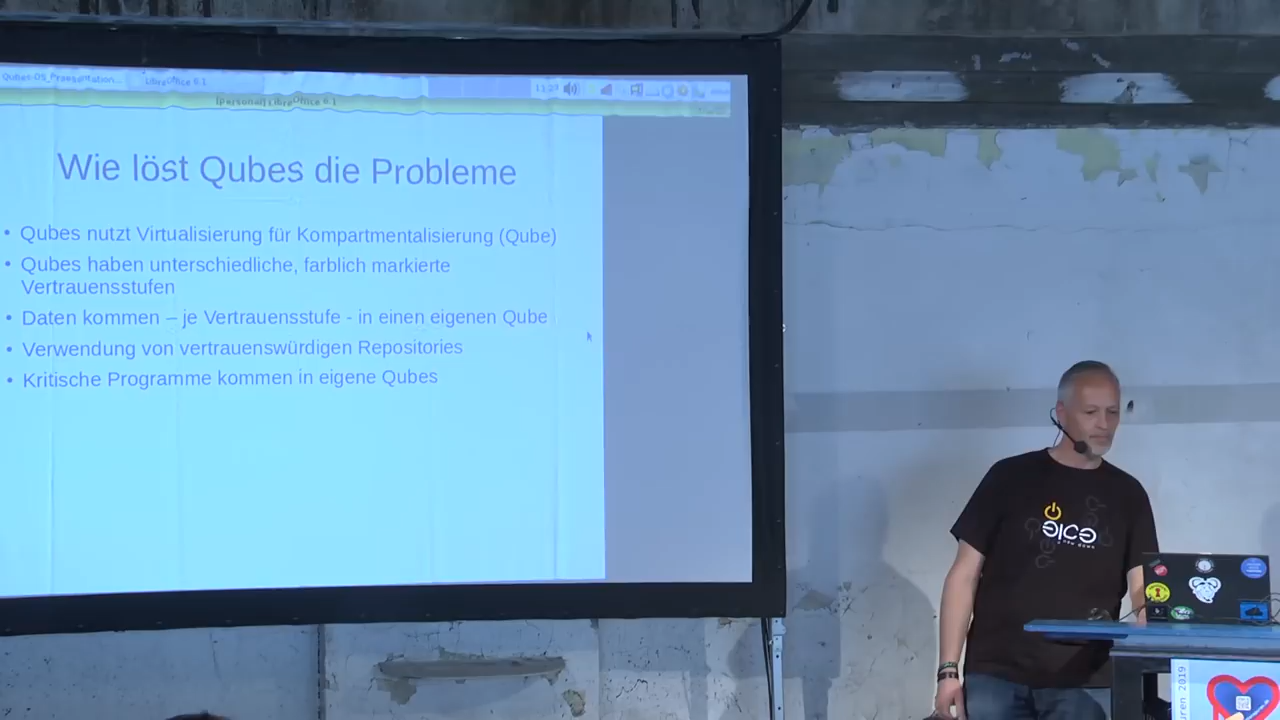 Qubes-OS_Praesentation...
LibreOffice 6.1
[personal] LibreOffice 6.1
Wie löst Qubes die Probleme
• Qubes nutzt Virtualisierung für Kompartmentalisierung (Qube)
• Qubes haben unterschiedliche, farblich markierte
Vertrauensstufen
• Daten kommen – je Vertrauensstufe - in einen eigenen Qube
• Verwendung von vertrauenswürdigen Repositories
• Kritische Programme kommen in eigene Qubes
2019